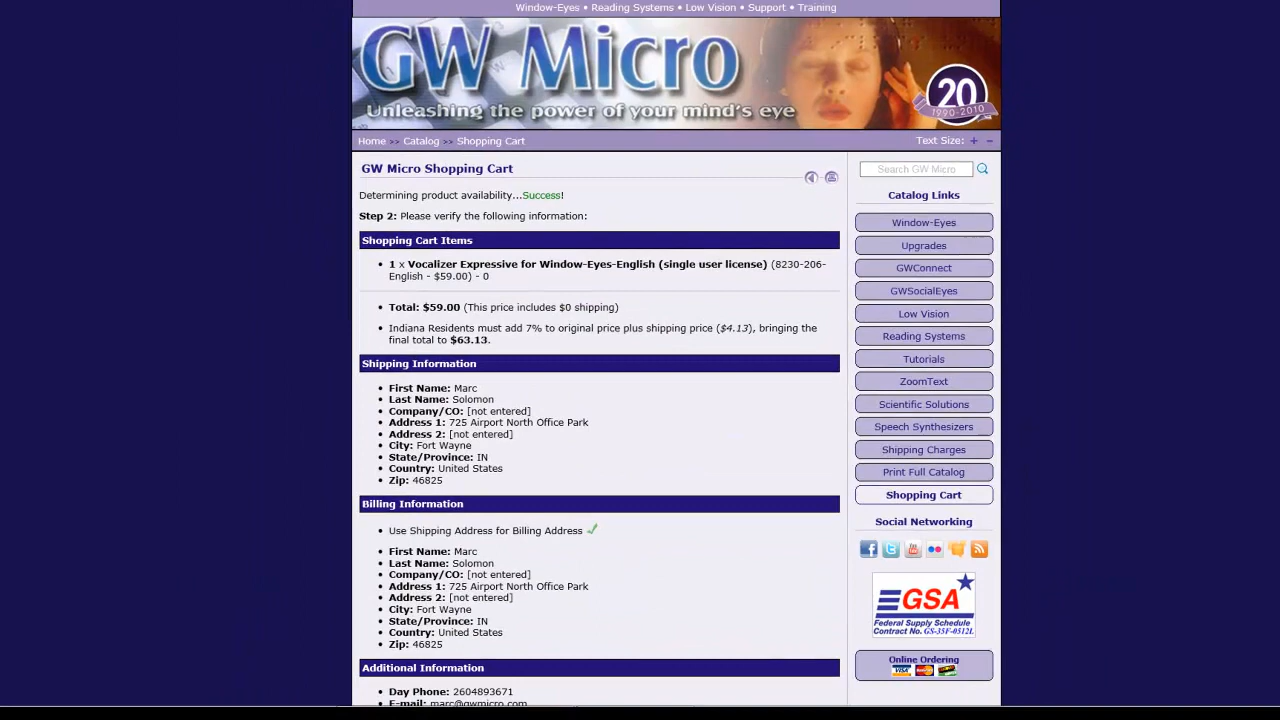 Window-Eyes • Reading Systems • Low Vision • Support • Training
GW Micro
Unleashing the power of your mind's eye
20
1990-2010
Home >> Catalog >> Shopping Cart
Text Size: + −
GW Micro Shopping Cart
Determining product availability...Success!
Step 2: Please verify the following information:
Shopping Cart Items
• 1 x Vocalizer Expressive for Window-Eyes-English (single user license) (8230-206-
English - $59.00) - 0
• Total: $59.00 (This price includes $0 shipping)
• Indiana Residents must add 7% to original price plus shipping price ($4.13), bringing the
final total to $63.13.
Shipping Information
• First Name: Marc
• Last Name: Solomon
• Company/CO: [not entered]
• Address 1: 725 Airport North Office Park
• Address 2: [not entered]
• City: Fort Wayne
• State/Province: IN
• Country: United States
• Zip: 46825
Billing Information
• Use Shipping Address for Billing Address
• First Name: Marc
• Last Name: Solomon
• Company/CO: [not entered]
• Address 1: 725 Airport North Office Park
• Address 2: [not entered]
• City: Fort Wayne
• State/Province: IN
• Country: United States
• Zip: 46825
Additional Information
• Day Phone: 2604893671
• E-mail: marc@gwmicro.com
Search GW Micro
Catalog Links
Window-Eyes
Upgrades
GWConnect
GWSocialEyes
Low Vision
Reading Systems
Tutorials
ZoomText
Scientific Solutions
Speech Synthesizers
Shipping Charges
Print Full Catalog
Shopping Cart
Social Networking
GSA
Federal Supply Schedule
Contract No. GS-35F-0512L
Online Ordering
VISA